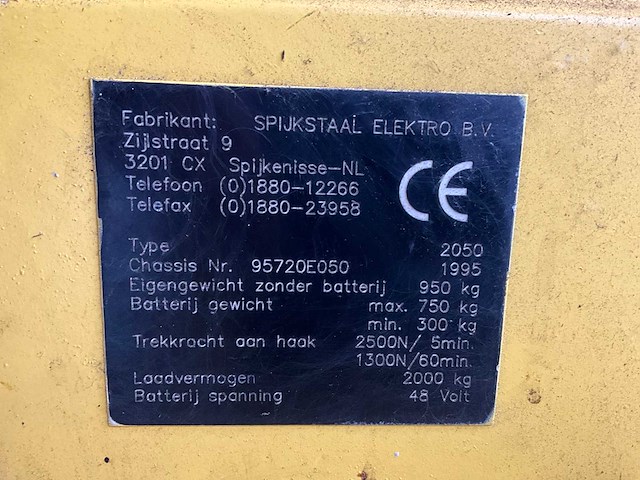 Fabrikant: SPIJKSTAAL ELEKTRO B.V.
Zijlstraat 9
3201 CX Spijkenisse-NL
Telefoon (0)1880-12266
Telefax (0)1880-23958
CE
Type 2050
Chassis Nr. 95720E050 1995
Eigengewicht zonder batterij 950 kg
Batterij gewicht max. 750 kg
min. 300 kg
Trekkracht aan haak 2500N/ 5min.
1300N/60min.
Laadvermogen 2000 kg
Batterij spanning 48 Volt